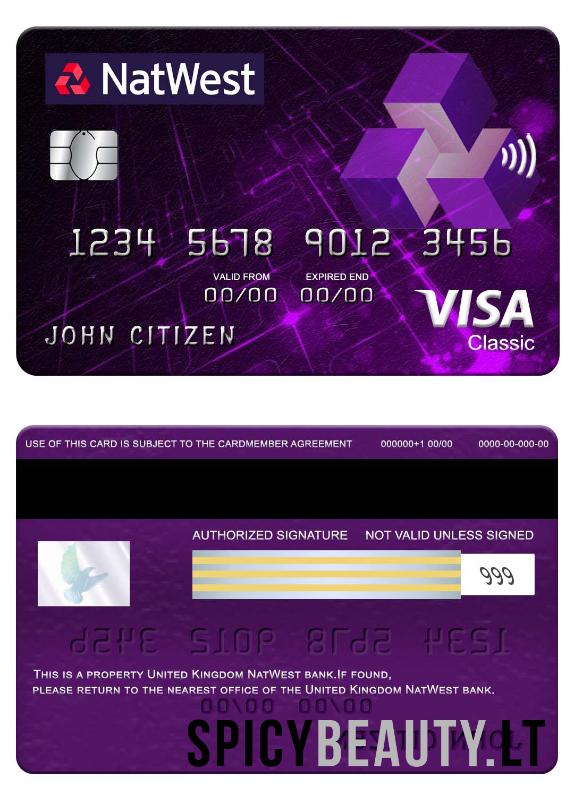 NatWest
1234 5678 9012 3456
VALID FROM EXPIRED END
00/00 00/00
VISA
JOHN CITIZEN
Classic
USE OF THIS CARD IS SUBJECT TO THE CARDMEMBER AGREEMENT 000000+1 00/00 0000-00-000-00
AUTHORIZED SIGNATURE NOT VALID UNLESS SIGNED
999
THIS IS A PROPERTY UNITED KINGDOM NATWEST BANK.IF FOUND,
PLEASE RETURN TO THE NEAREST OFFICE OF THE UNITED KINGDOM NATWEST BANK.
SPICYBEAUTY.LT